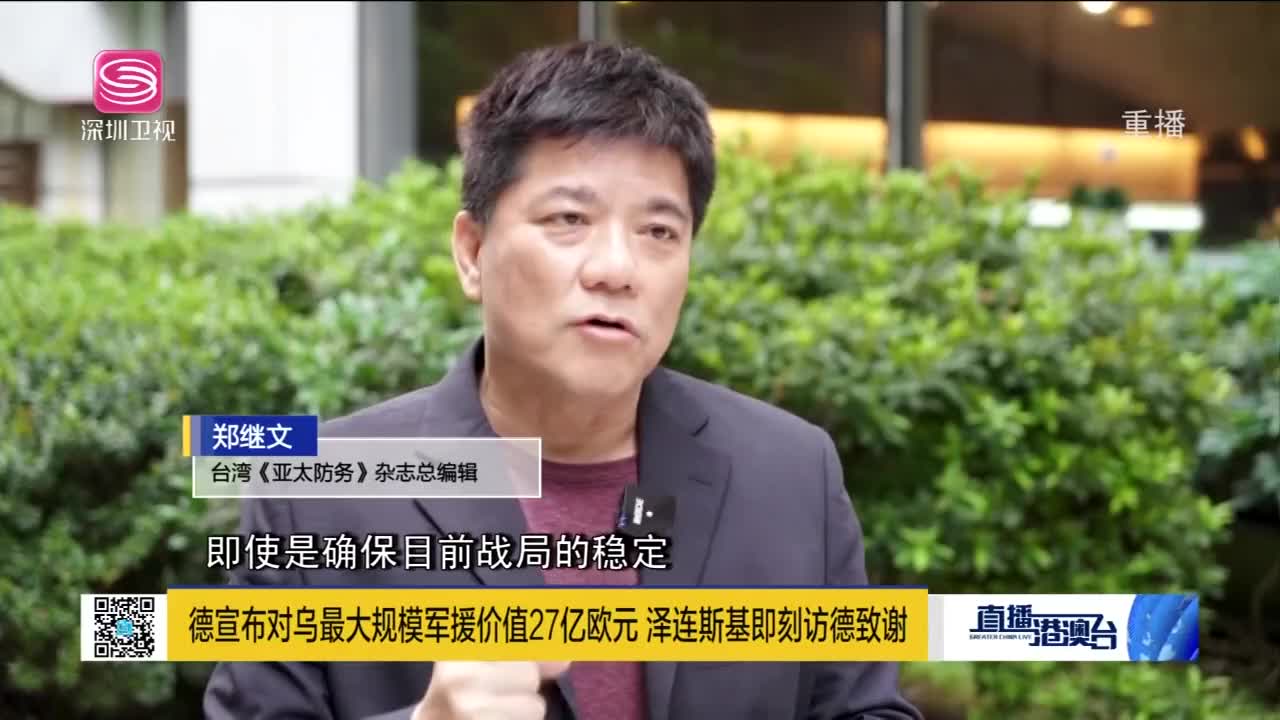 深圳卫视
重播
郑继文
台湾《亚太防务》杂志总编辑
即使是确保目前战局的稳定
德宣布对乌最大规模军援价值27亿欧元 泽连斯基即刻访德致谢
直播港澳台
GREATER CHINA LIVE